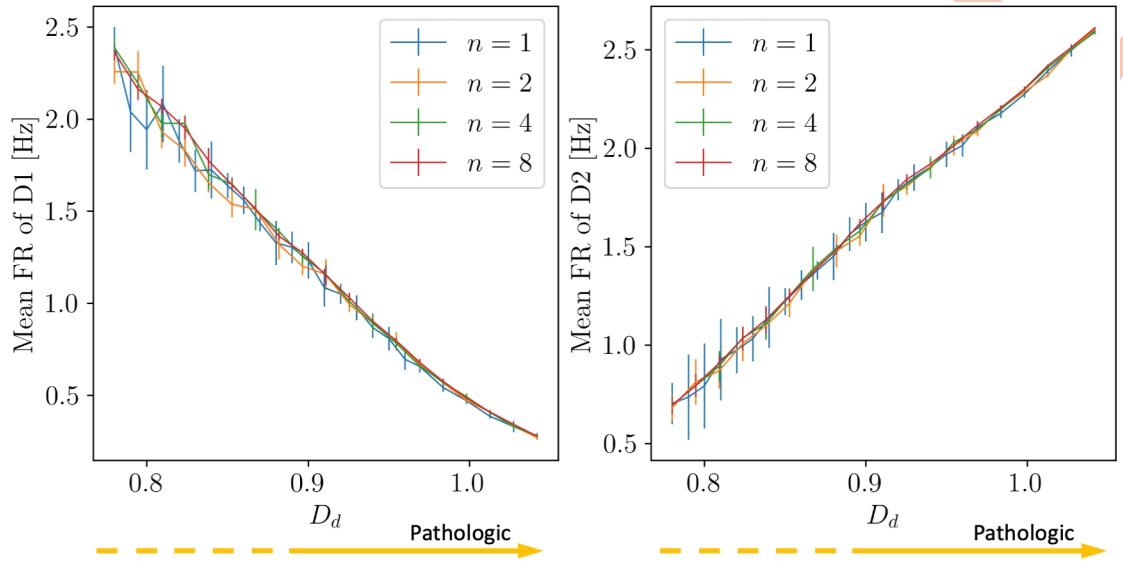 Mean FR of D1 [Hz]
2.5
2.0
1.5
1.0
0.5
n = 1
n = 2
n = 4
n = 8
0.8
0.9
1.0
D_d
Pathologic
Mean FR of D2 [Hz]
2.5
2.0
1.5
1.0
0.5
n = 1
n = 2
n = 4
n = 8
0.8
0.9
1.0
D_d
Pathologic